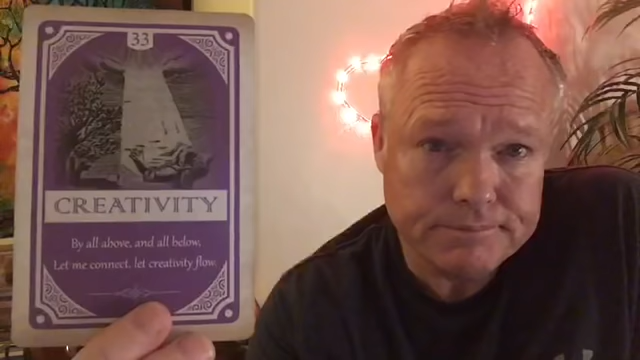 33
CREATIVITY
By all above, and all below,
Let me connect, let creativity flow.